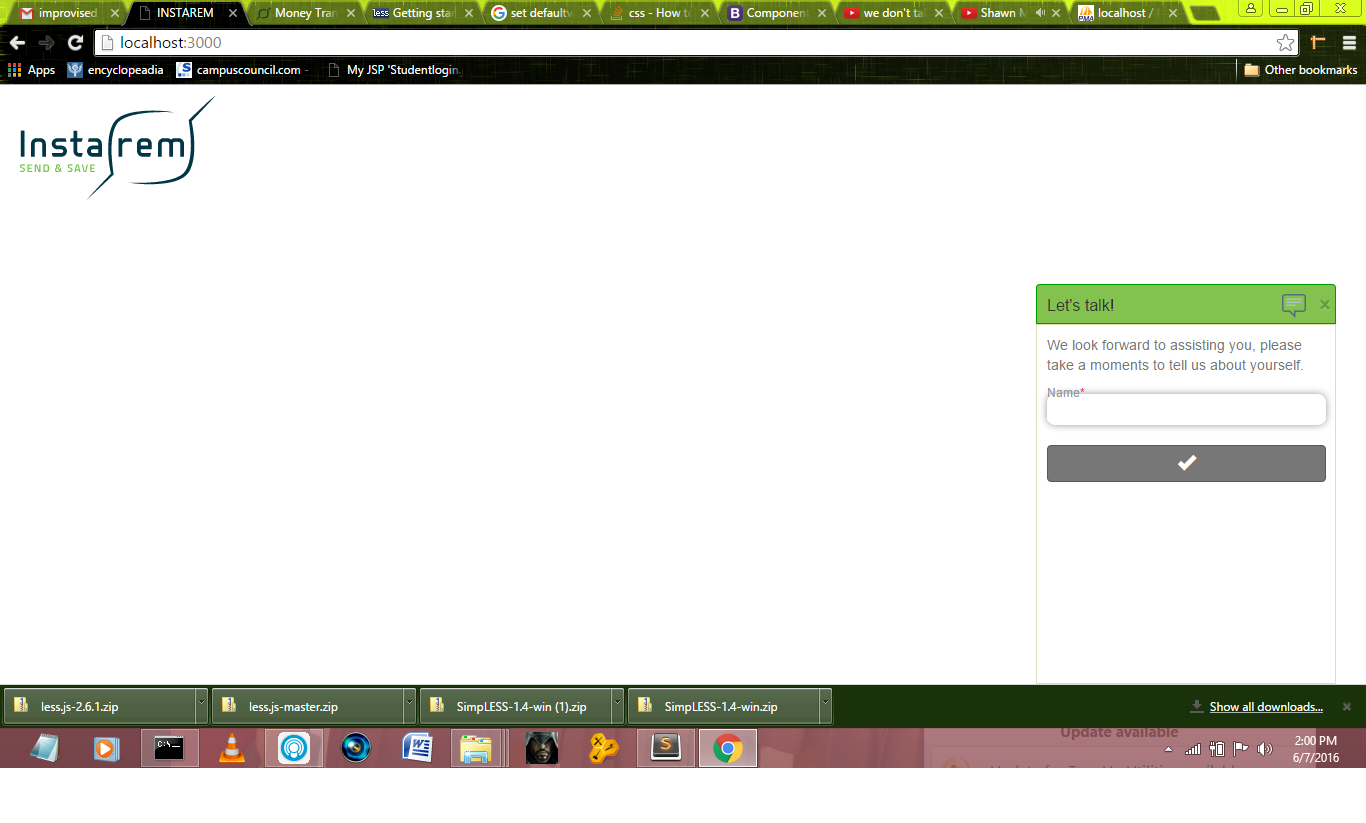 improvised
INSTAREM
Money Tran
less Getting star
set defaultv
css - How to
B Component
we don't tal
Shawn M
localhost /
localhost:3000
Apps
encyclopeadia
campuscouncil.com -
My JSP 'Studentlogin.
Other bookmarks
Instarem
SEND & SAVE
Let's talk!
We look forward to assisting you, please
take a moments to tell us about yourself.
Name*
less.js-2.6.1.zip
less.js-master.zip
SimpLESS-1.4-win (1).zip
SimpLESS-1.4-win.zip
Show all downloads...
Update available
2:00 PM
6/7/2016